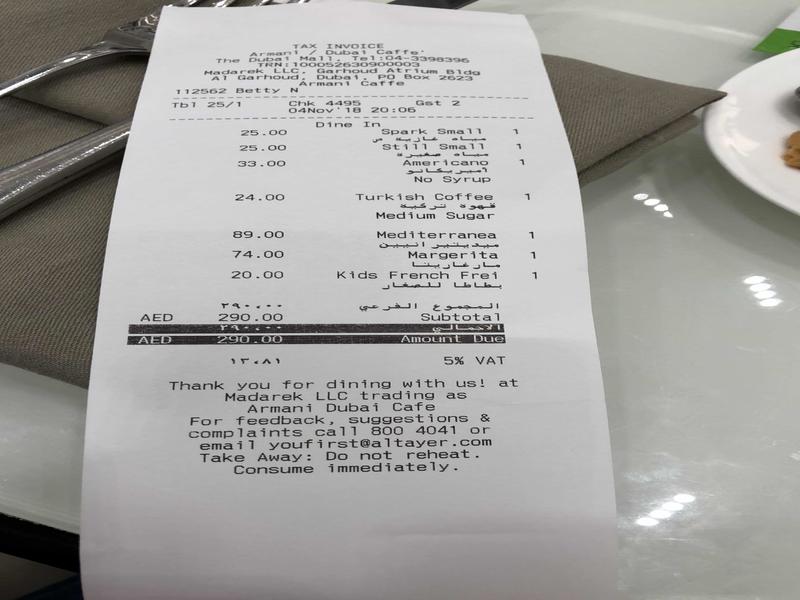 TAX INVOICE
Armani / Dubai Caffe'
The Dubai Mall, Tel:04-3398396
TRN:100052630900003
Madarek LLC, Garhoud Atrium Bldg
Al Garhoud, Dubai, PO Box 2623
Armani Caffe
112562 Betty N
Tbl 25/1 Chk 4495 Gst 2
04Nov'18 20:06
Dine In
25.00 Spark Small 1
مياه غازية ص
25.00 Still Small 1
مياه صغيرة
33.00 Americano 1
أميريكانو
No Syrup
24.00 Turkish Coffee 1
قهوة تركية
Medium Sugar
89.00 Mediterranea 1
ميديتيرانيين
74.00 Margerita 1
مارغاريتا
20.00 Kids French Frei 1
بطاطا للصغار
٢٩٠،٠٠ المجموع الفرعي
AED 290.00 Subtotal
٢٩٠،٠٠ الاجمالي
AED 290.00 Amount Due
١٣،٨١ 5% VAT
Thank you for dining with us! at
Madarek LLC trading as
Armani Dubai Cafe
For feedback, suggestions &
complaints call 800 4041 or
email youfirst@altayer.com
Take Away: Do not reheat.
Consume immediately.